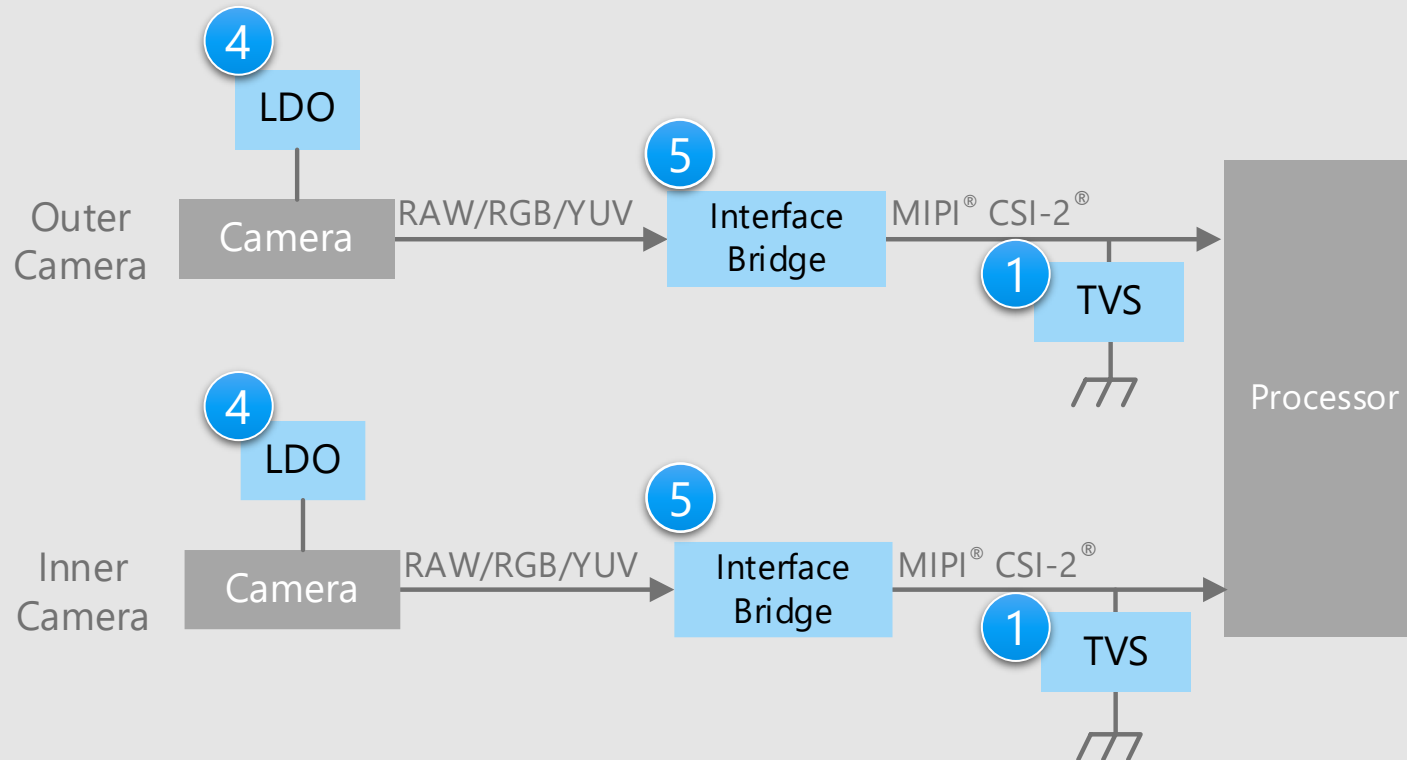 4
LDO
5
Outer
Camera
Camera
RAW/RGB/YUV
Interface
Bridge
MIPI® CSI-2®
1
TVS
Processor
4
LDO
5
Inner
Camera
Camera
RAW/RGB/YUV
Interface
Bridge
MIPI® CSI-2®
1
TVS